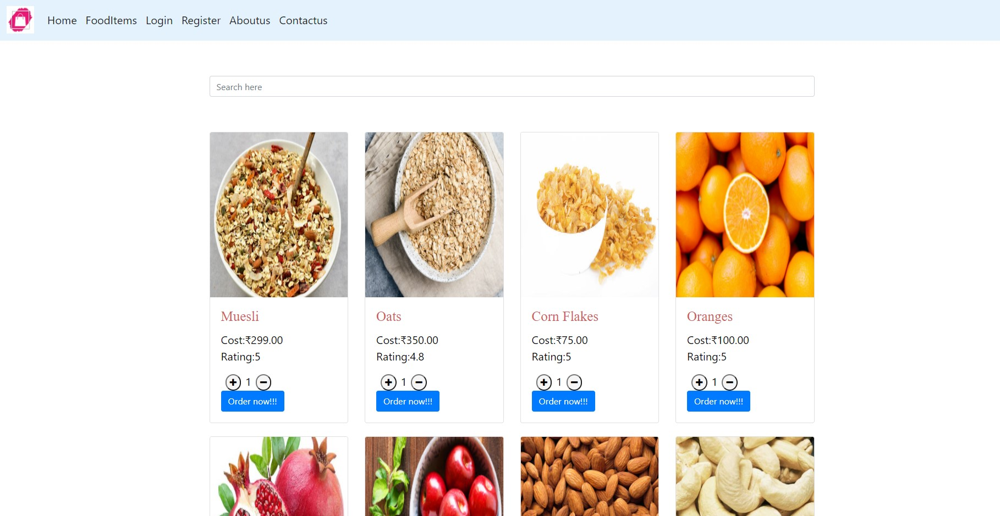 Home FoodItems Login Register Aboutus Contactus
Search here
Muesli
Cost:₹299.00
Rating:5
1
Order now!!!
Oats
Cost:₹350.00
Rating:4.8
1
Order now!!!
Corn Flakes
Cost:₹75.00
Rating:5
1
Order now!!!
Oranges
Cost:₹100.00
Rating:5
1
Order now!!!